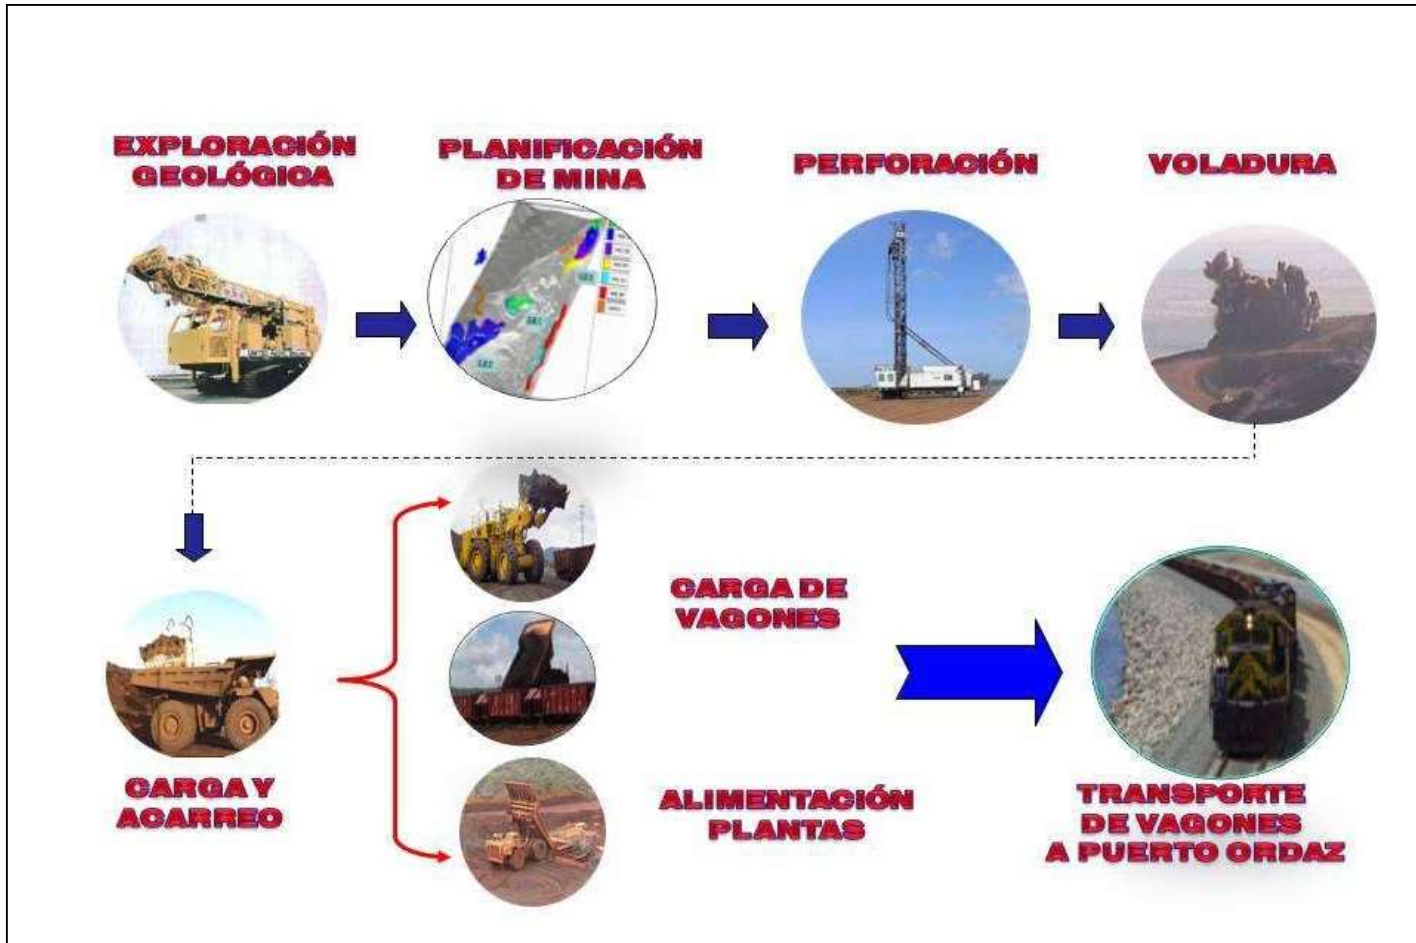 EXPLORACIÓN
GEOLÓGICA
PLANIFICACIÓN
DE MINA
PERFORACIÓN
VOLADURA
CARGA DE
VAGONES
CARGA Y
ACARREO
ALIMENTACIÓN
PLANTAS
TRANSPORTE
DE VAGONES
A PUERTO ORDAZ